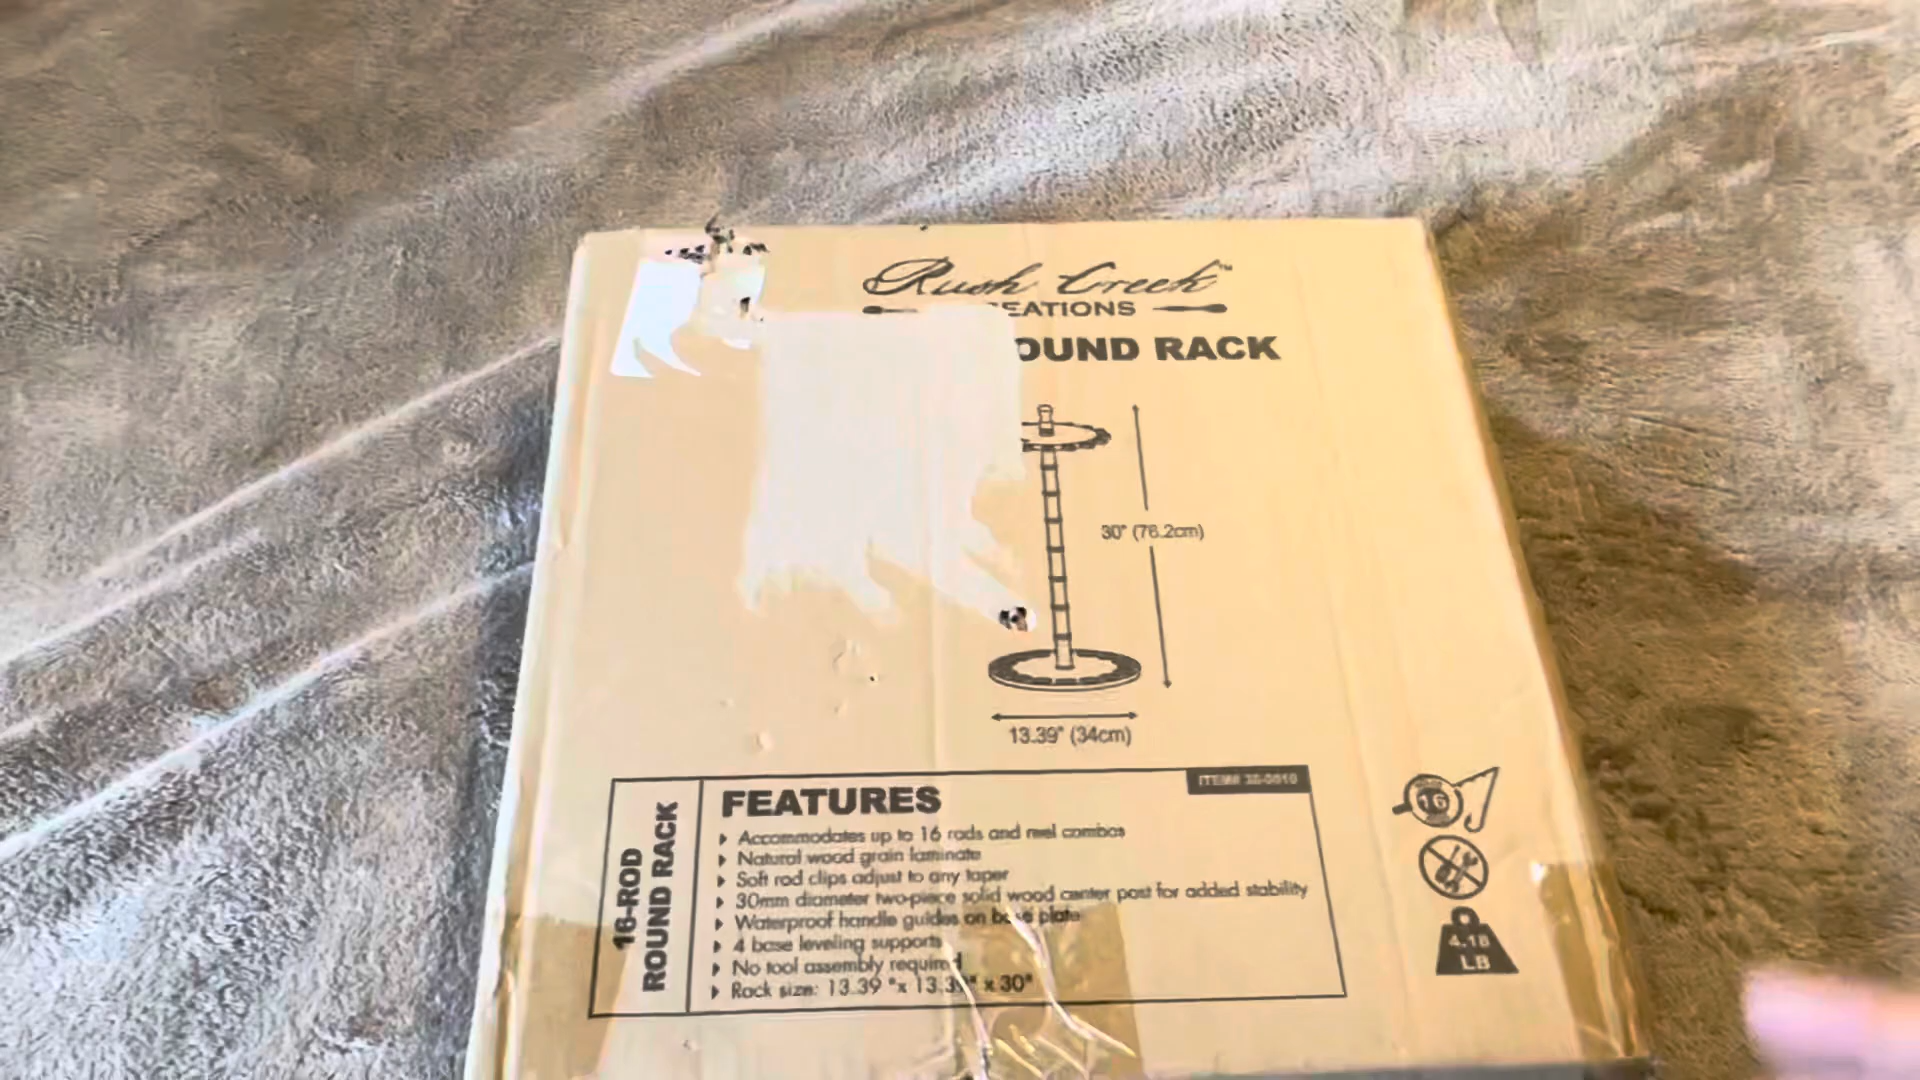 Rush Creek™
EATIONS
OUND RACK
30" (76.2cm)
13.39" (34cm)
16-ROD
ROUND RACK
FEATURES
Accommodates up to 16 rods and reel combos
Natural wood grain laminate
Soft rod clips adjust to any taper
30mm diameter two-piece solid wood center post for added stability
Waterproof handle guides on base plate
4 base leveling supports
No tool assembly required
Rack size: 13.39 "x 13.39" x 30"
16
4.18
LB